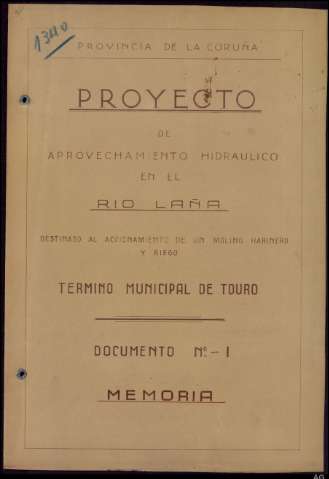 1340
PROVINCIA DE LA CORUÑA
PROYECTO
DE
APROVECHAMIENTO HIDRAULICO
EN EL
RIO LAÑA
DESTINADO AL ACCIONAMIENTO DE UN MOLINO HARINERO
Y RIEGO
TERMINO MUNICIPAL DE TOURO
DOCUMENTO Nº - 1
MEMORIA